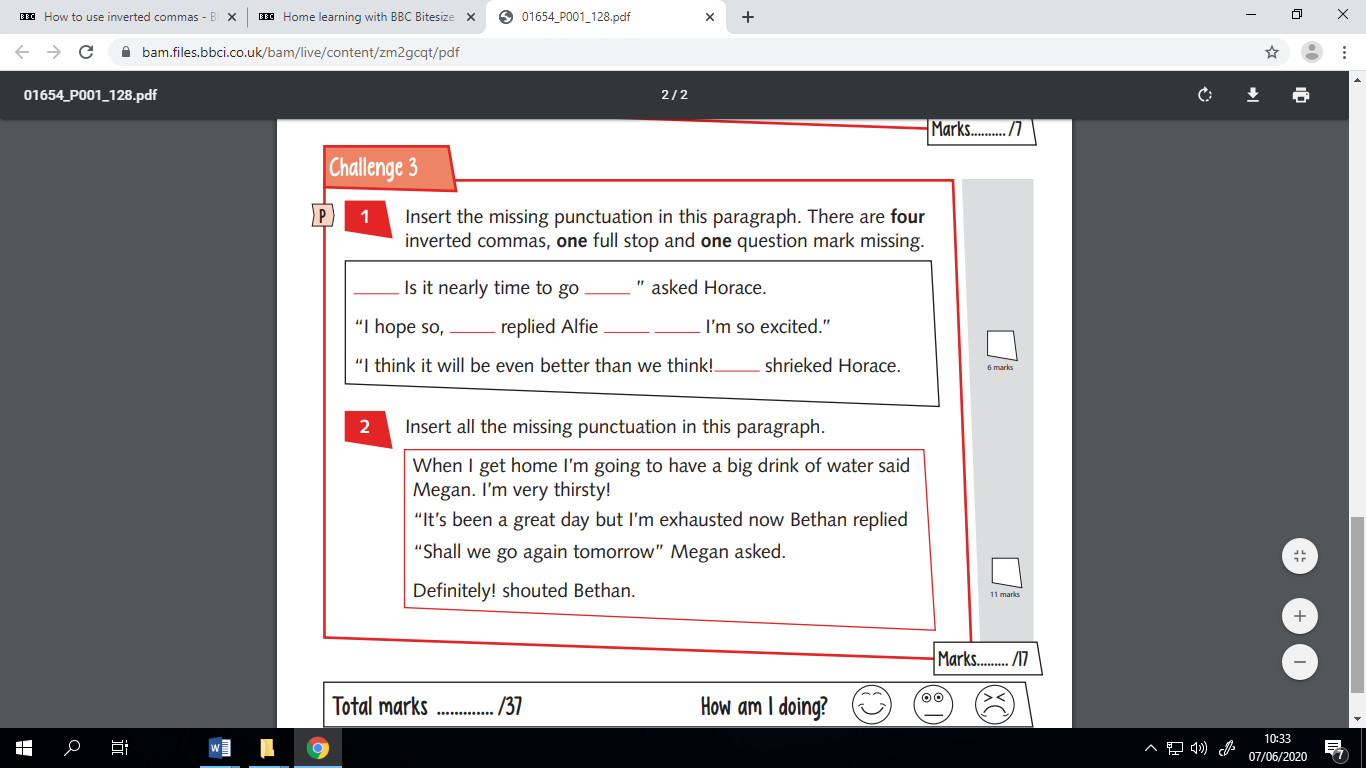 BBC How to use inverted commas - B
BBC Home learning with BBC Bitesize
01654_P001_128.pdf
bam.files.bbci.co.uk/bam/live/content/zm2gcqt/pdf
01654_P001_128.pdf
2 / 2
Marks.......... /7
Challenge 3
P
1
Insert the missing punctuation in this paragraph. There are four
inverted commas, one full stop and one question mark missing.
_____ Is it nearly time to go _____ ” asked Horace.
“I hope so, _____ replied Alfie _____ _____ I’m so excited.”
“I think it will be even better than we think!_____ shrieked Horace.
6 marks
2
Insert all the missing punctuation in this paragraph.
When I get home I’m going to have a big drink of water said
Megan. I’m very thirsty!
“It’s been a great day but I’m exhausted now Bethan replied
“Shall we go again tomorrow” Megan asked.
Definitely! shouted Bethan.
11 marks
Marks......... /17
Total marks ............. /37
How am I doing?
10:33
07/06/2020
7